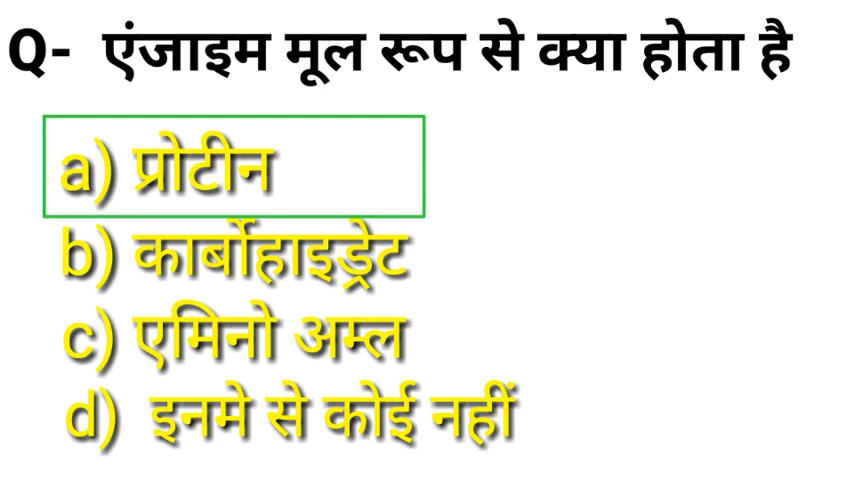 Q- एंजाइम मूल रूप से क्या होता है
a) प्रोटीन
b) कार्बोहाइड्रेट
c) एमिनो अम्ल
d) इनमे से कोई नहीं